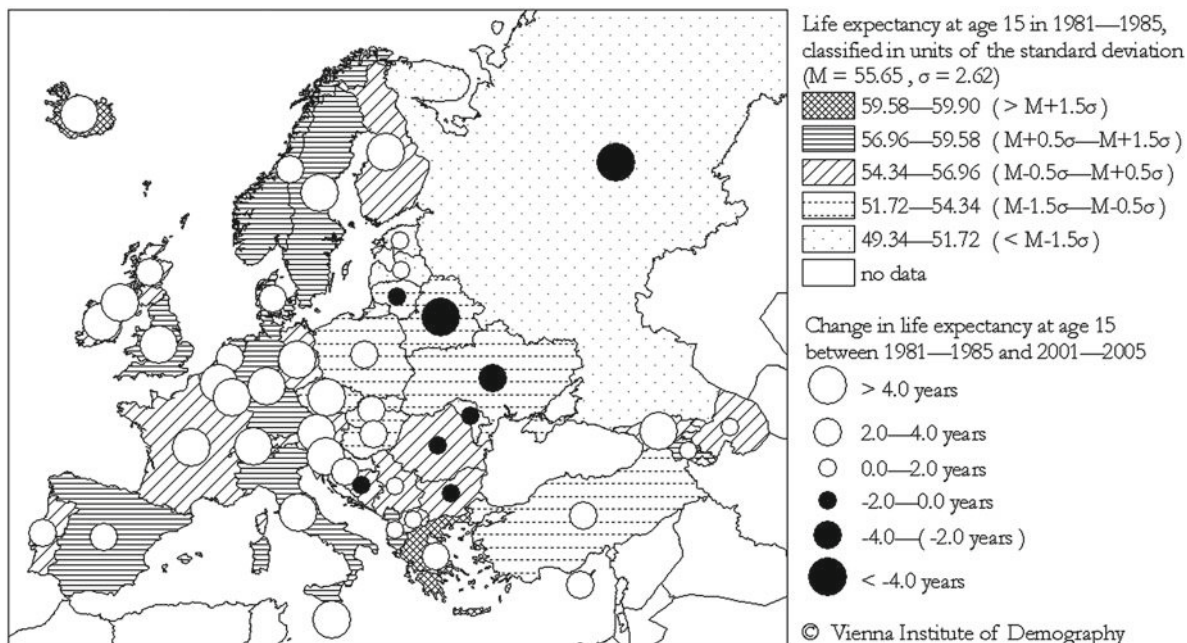 Life expectancy at age 15 in 1981—1985,
classified in units of the standard deviation
(M = 55.65 , σ = 2.62)
59.58—59.90 ( > M+1.5σ)
56.96—59.58 ( M+0.5σ—M+1.5σ)
54.34—56.96 ( M-0.5σ—M+0.5σ)
51.72—54.34 ( M-1.5σ—M-0.5σ)
49.34—51.72 ( < M-1.5σ)
no data
Change in life expectancy at age 15
between 1981—1985 and 2001—2005
> 4.0 years
2.0—4.0 years
0.0—2.0 years
-2.0—0.0 years
-4.0—( -2.0 years )
< -4.0 years
© Vienna Institute of Demography